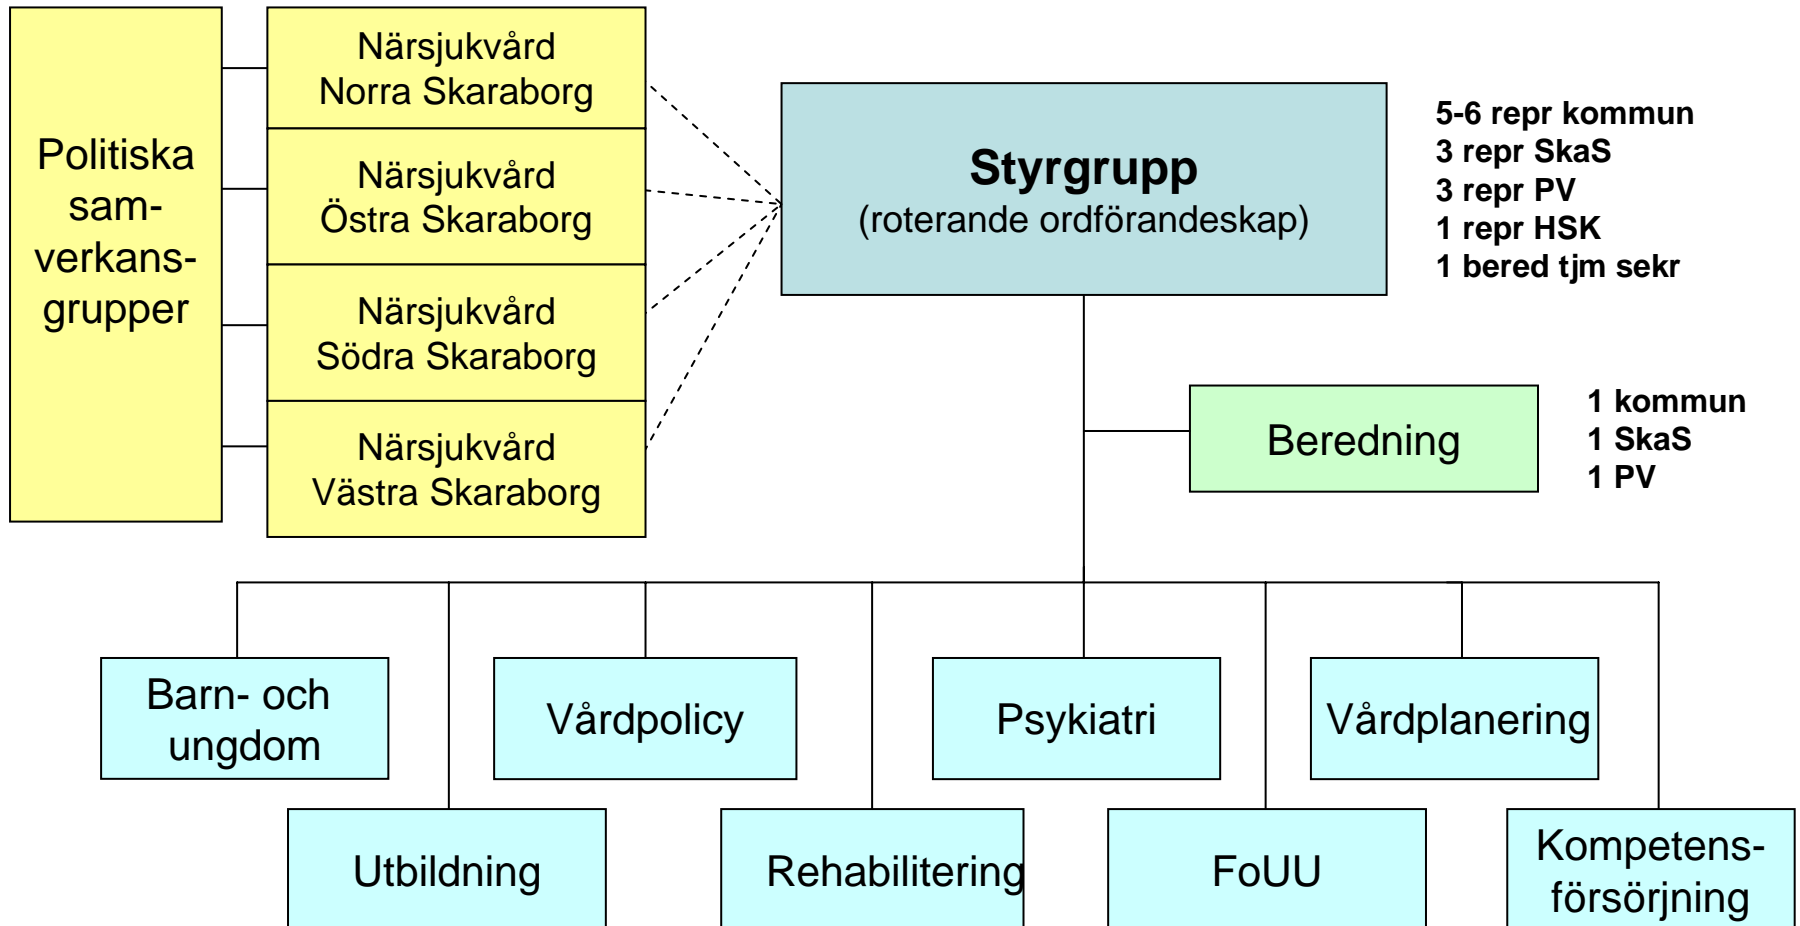 Politiska
sam-
verkans-
grupper
Närsjukvård
Norra Skaraborg
Närsjukvård
Östra Skaraborg
Närsjukvård
Södra Skaraborg
Närsjukvård
Västra Skaraborg
Styrgrupp
(roterande ordförandeskap)
5-6 repr kommun
3 repr SkaS
3 repr PV
1 repr HSK
1 bered tjm sekr
Beredning
1 kommun
1 SkaS
1 PV
Barn- och
ungdom
Vårdpolicy
Psykiatri
Vårdplanering
Utbildning
Rehabilitering
FoUU
Kompetens-
försörjning